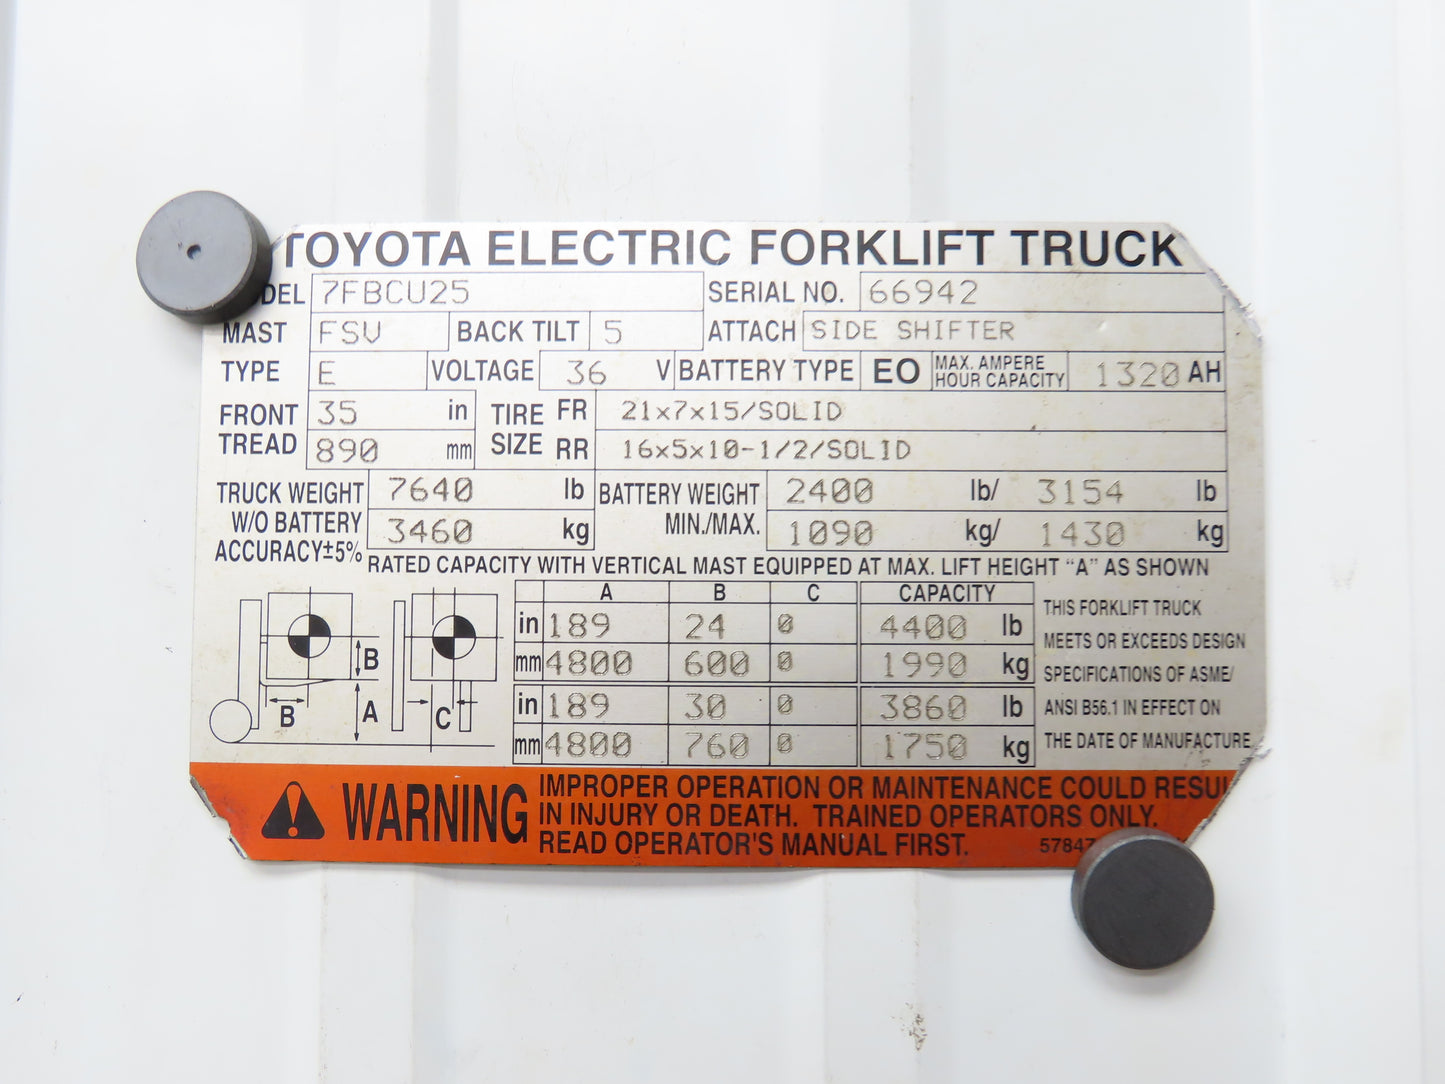 TOYOTA ELECTRIC FORKLIFT TRUCK
ODEL 7FBCU25 SERIAL NO. 66942
MAST FSV BACK TILT 5 ATTACH SIDE SHIFTER
TYPE E VOLTAGE 36 V BATTERY TYPE EO MAX. AMPERE HOUR CAPACITY 1320 AH
FRONT TREAD 35 in TIRE SIZE FR 21x7x15/SOLID
890 mm RR 16x5x10-1/2/SOLID
TRUCK WEIGHT 7640 lb BATTERY WEIGHT 2400 lb/ 3154 lb
W/O BATTERY 3460 kg MIN./MAX. 1090 kg/ 1430 kg
ACCURACY±5%
RATED CAPACITY WITH VERTICAL MAST EQUIPPED AT MAX. LIFT HEIGHT "A" AS SHOWN
A B C CAPACITY
in 189 24 0 4400 lb
mm 4800 600 0 1990 kg
in 189 30 0 3860 lb
mm 4800 760 0 1750 kg
B
B A C
THIS FORKLIFT TRUCK
MEETS OR EXCEEDS DESIGN
SPECIFICATIONS OF ASME/
ANSI B56.1 IN EFFECT ON
THE DATE OF MANUFACTURE
WARNING
IMPROPER OPERATION OR MAINTENANCE COULD RESUL
IN INJURY OR DEATH. TRAINED OPERATORS ONLY.
READ OPERATOR'S MANUAL FIRST.
57847